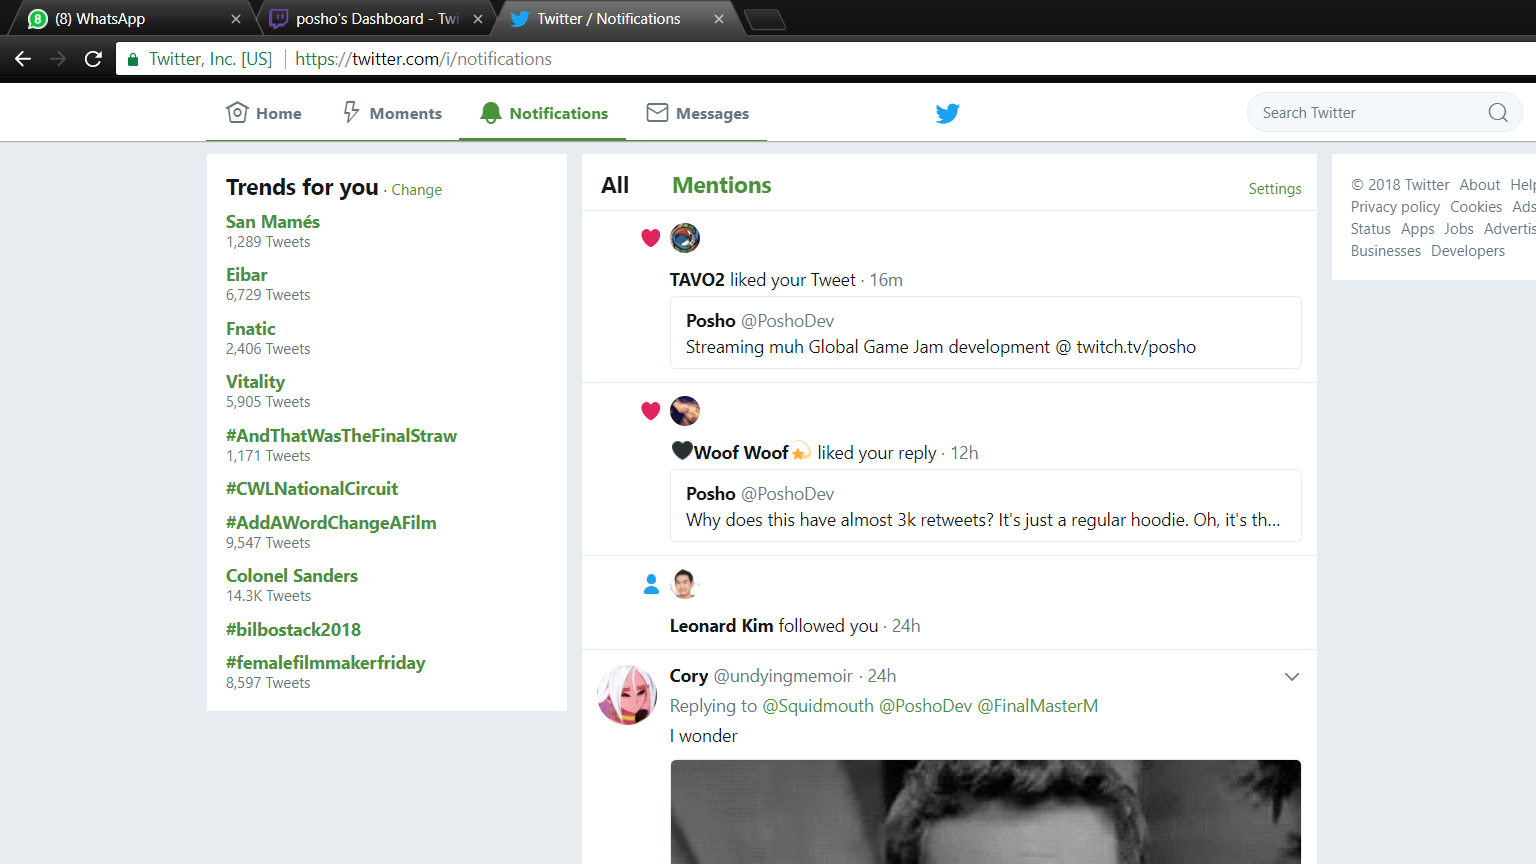 (8) WhatsApp
posho's Dashboard - Twi
Twitter / Notifications
Twitter, Inc. [US] https://twitter.com/i/notifications
Home Moments Notifications Messages
Search Twitter
Trends for you · Change
San Mamés
1,289 Tweets
Eibar
6,729 Tweets
Fnatic
2,406 Tweets
Vitality
5,905 Tweets
#AndThatWasTheFinalStraw
1,171 Tweets
#CWLNationalCircuit
#AddAWordChangeAFilm
9,547 Tweets
Colonel Sanders
14.3K Tweets
#bilbostack2018
#femalefilmmakerfriday
8,597 Tweets
All Mentions Settings
TAVO2 liked your Tweet · 16m
Posho @PoshoDev
Streaming muh Global Game Jam development @ twitch.tv/posho
🖤Woof Woof💫 liked your reply · 12h
Posho @PoshoDev
Why does this have almost 3k retweets? It's just a regular hoodie. Oh, it's th...
Leonard Kim followed you · 24h
Cory @undyingmemoir · 24h
Replying to @Squidmouth @PoshoDev @FinalMasterM
I wonder
© 2018 Twitter About Help
Privacy policy Cookies Ads
Status Apps Jobs Advertis
Businesses Developers